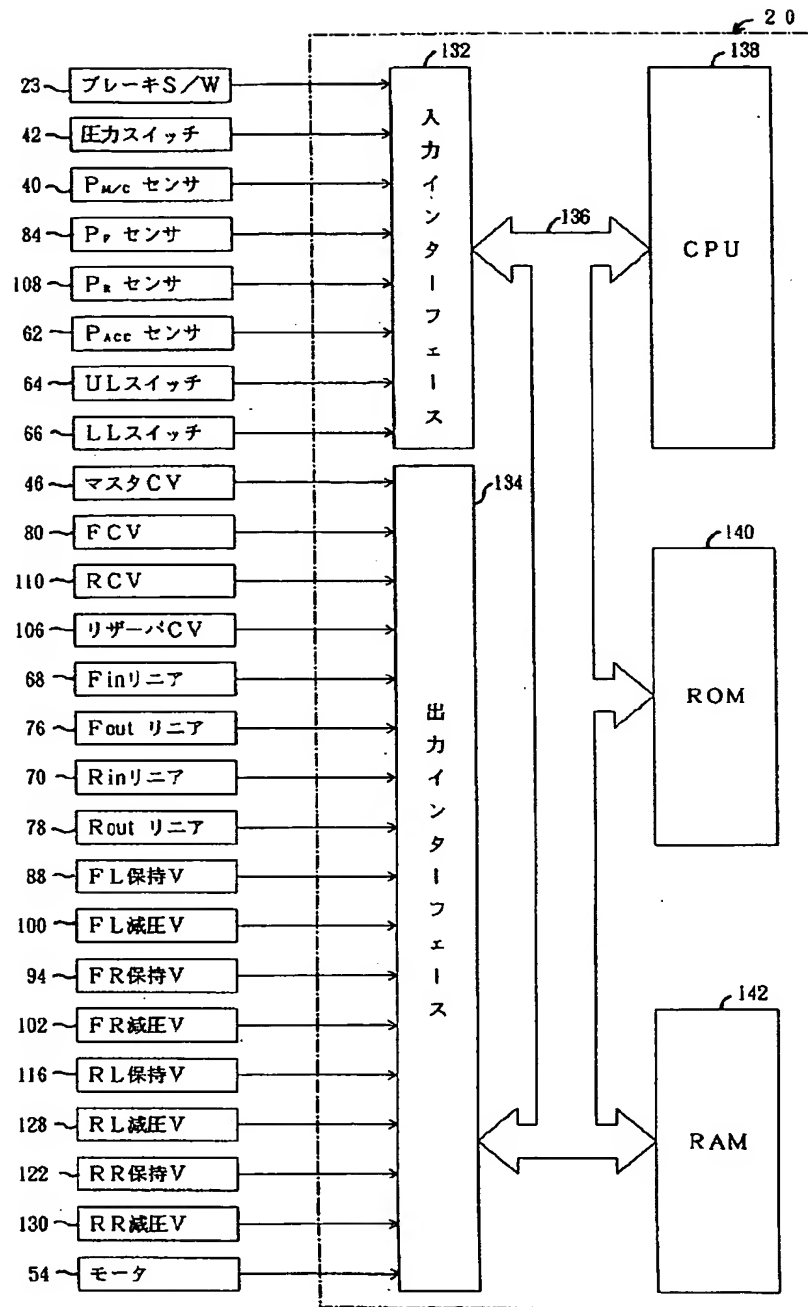 20
132
138
23 ブレーキS/W
42 圧力スイッチ
40 PM/C センサ
84 PF センサ
108 PR センサ
62 PACC センサ
64 ULスイッチ
66 LLスイッチ
入力インターフェース
136
CPU
46 マスタCV
134
80 FCV
110 RCV
106 リザーバCV
68 Finリニア
76 Fout リニア
70 Rinリニア
78 Rout リニア
88 FL保持V
100 FL減圧V
94 FR保持V
102 FR減圧V
116 RL保持V
128 RL減圧V
122 RR保持V
130 RR減圧V
54 モータ
出力インターフェース
140
ROM
142
RAM